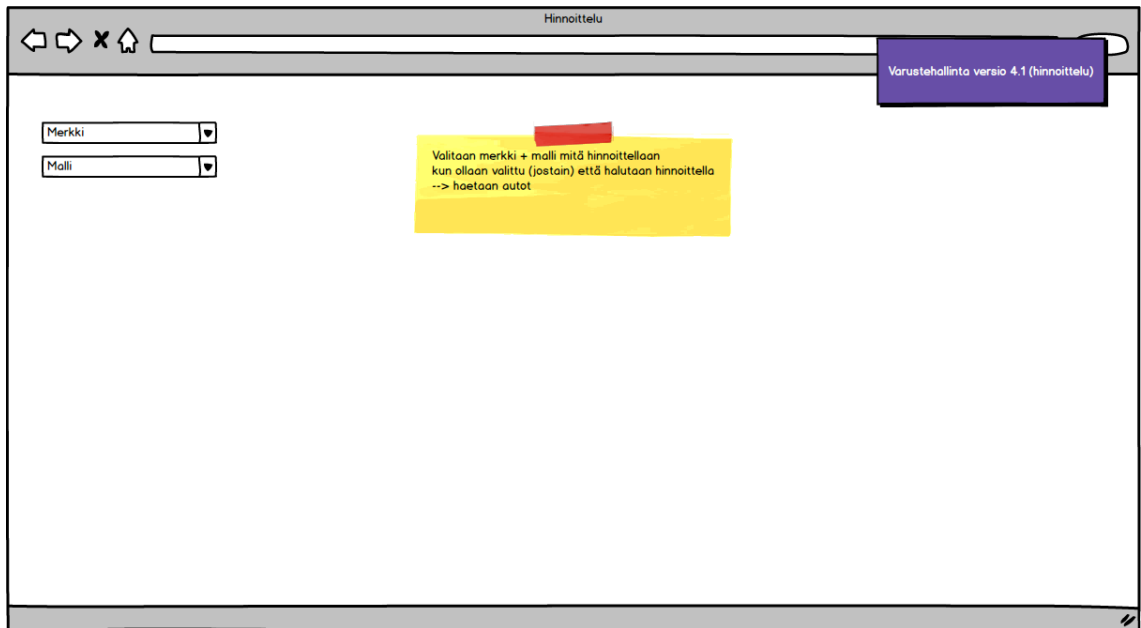 Hinnoittelu
Varustehallinta versio 4.1 (hinnoittelu)
Merkki
Malli
Valitaan merkki + malli mitä hinnoitellaan
kun ollaan valittu (jostain) että halutaan hinnoitella
--> haetaan autot